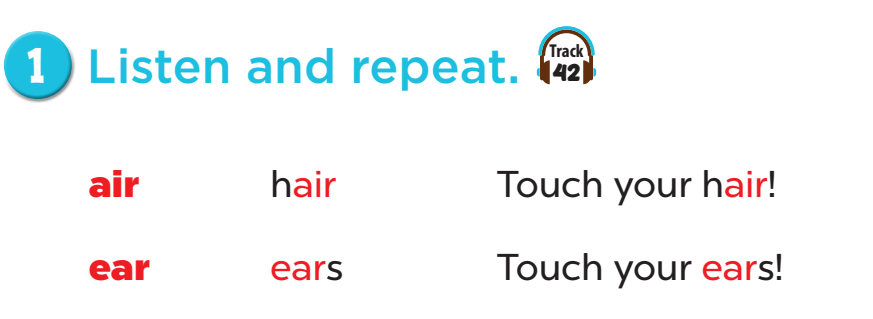 1 Listen and repeat. Track 42
air hair Touch your hair!
ear ears Touch your ears!